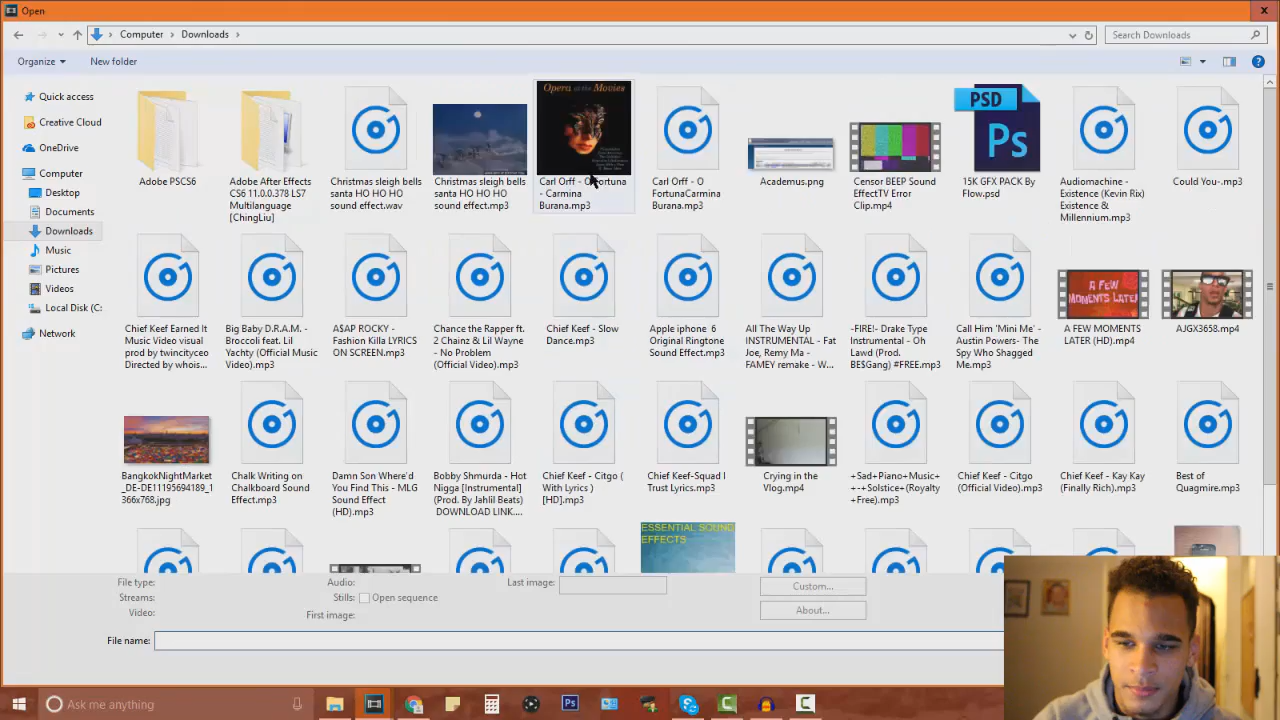 Open
Computer > Downloads >
Search Downloads
Organize
New folder
Quick access
Creative Cloud
OneDrive
Computer
Desktop
Documents
Downloads
Music
Pictures
Videos
Local Disk (C:
Network
Adobe PSCS6
Adobe After Effects
CS6 11.0.0.378 LS7
Multilanguage
[ChingLiu]
Christmas sleigh bells
santa HO HO HO
sound effect.wav
Christmas sleigh bells
santa HO HO HO
sound effect.mp3
Opera at the Movies
Carl Orff - O Fortuna
- Carmina
Burana.mp3
Carl Orff - O
FortunaCarmina
Burana.mp3
Academus.png
Censor BEEP Sound
EffectTV Error
Clip.mp4
PSD
Ps
15K GFX PACK By
Flow.psd
Audiomachine -
Existence (Kevin Rix)
Existence &
Millennium.mp3
Could You-.mp3
Chief Keef Earned It
Music Video visual
prod by twincityceo
Directed by whois...
Big Baby D.R.A.M. -
Broccoli feat. Lil
Yachty (Official Music
Video).mp3
A$AP ROCKY -
Fashion Killa LYRICS
ON SCREEN.mp3
Chance the Rapper ft.
2 Chainz & Lil Wayne
- No Problem
(Official Video).mp3
Chief Keef - Slow
Dance.mp3
Apple iphone 6
Original Ringtone
Sound Effect.mp3
All The Way Up
INSTRUMENTAL - Fat
Joe, Remy Ma -
FAMEY remake - W...
-FIRE!- Drake Type
Instrumental - Oh
Lawd (Prod.
BE$Gang) #FREE.mp3
Call Him 'Mini Me' -
Austin Powers- The
Spy Who Shagged
Me.mp3
A FEW
MOMENTS
LATER
A FEW MOMENTS
LATER (HD).mp4
AJGX3658.mp4
BangkokNightMarket
_DE-DE11195694189_1
366x768.jpg
Chalk Writing on
Chalkboard Sound
Effect.mp3
Damn Son Where'd
You Find This - MLG
Sound Effect
(HD).mp3
Bobby Shmurda - Hot
Nigga [Instrumental]
(Prod. By Jahlil Beats)
DOWNLOAD LINK....
Chief Keef - Citgo (
With Lyrics )
[HD].mp3
Chief Keef-Squad I
Trust Lyrics.mp3
Crying in the
Vlog.mp4
+Sad+Piano+Music+
+-+Solstice+(Royalty
+Free).mp3
Chief Keef - Citgo
(Official Video).mp3
Chief Keef - Kay Kay
(Finally Rich).mp3
Best of
Quagmire.mp3
ESSENTIAL SOUND
EFFECTS
File type:
Streams:
Video:
Audio:
Stills:
Open sequence
First image:
Last image:
Custom...
About...
File name:
Ask me anything
Ps